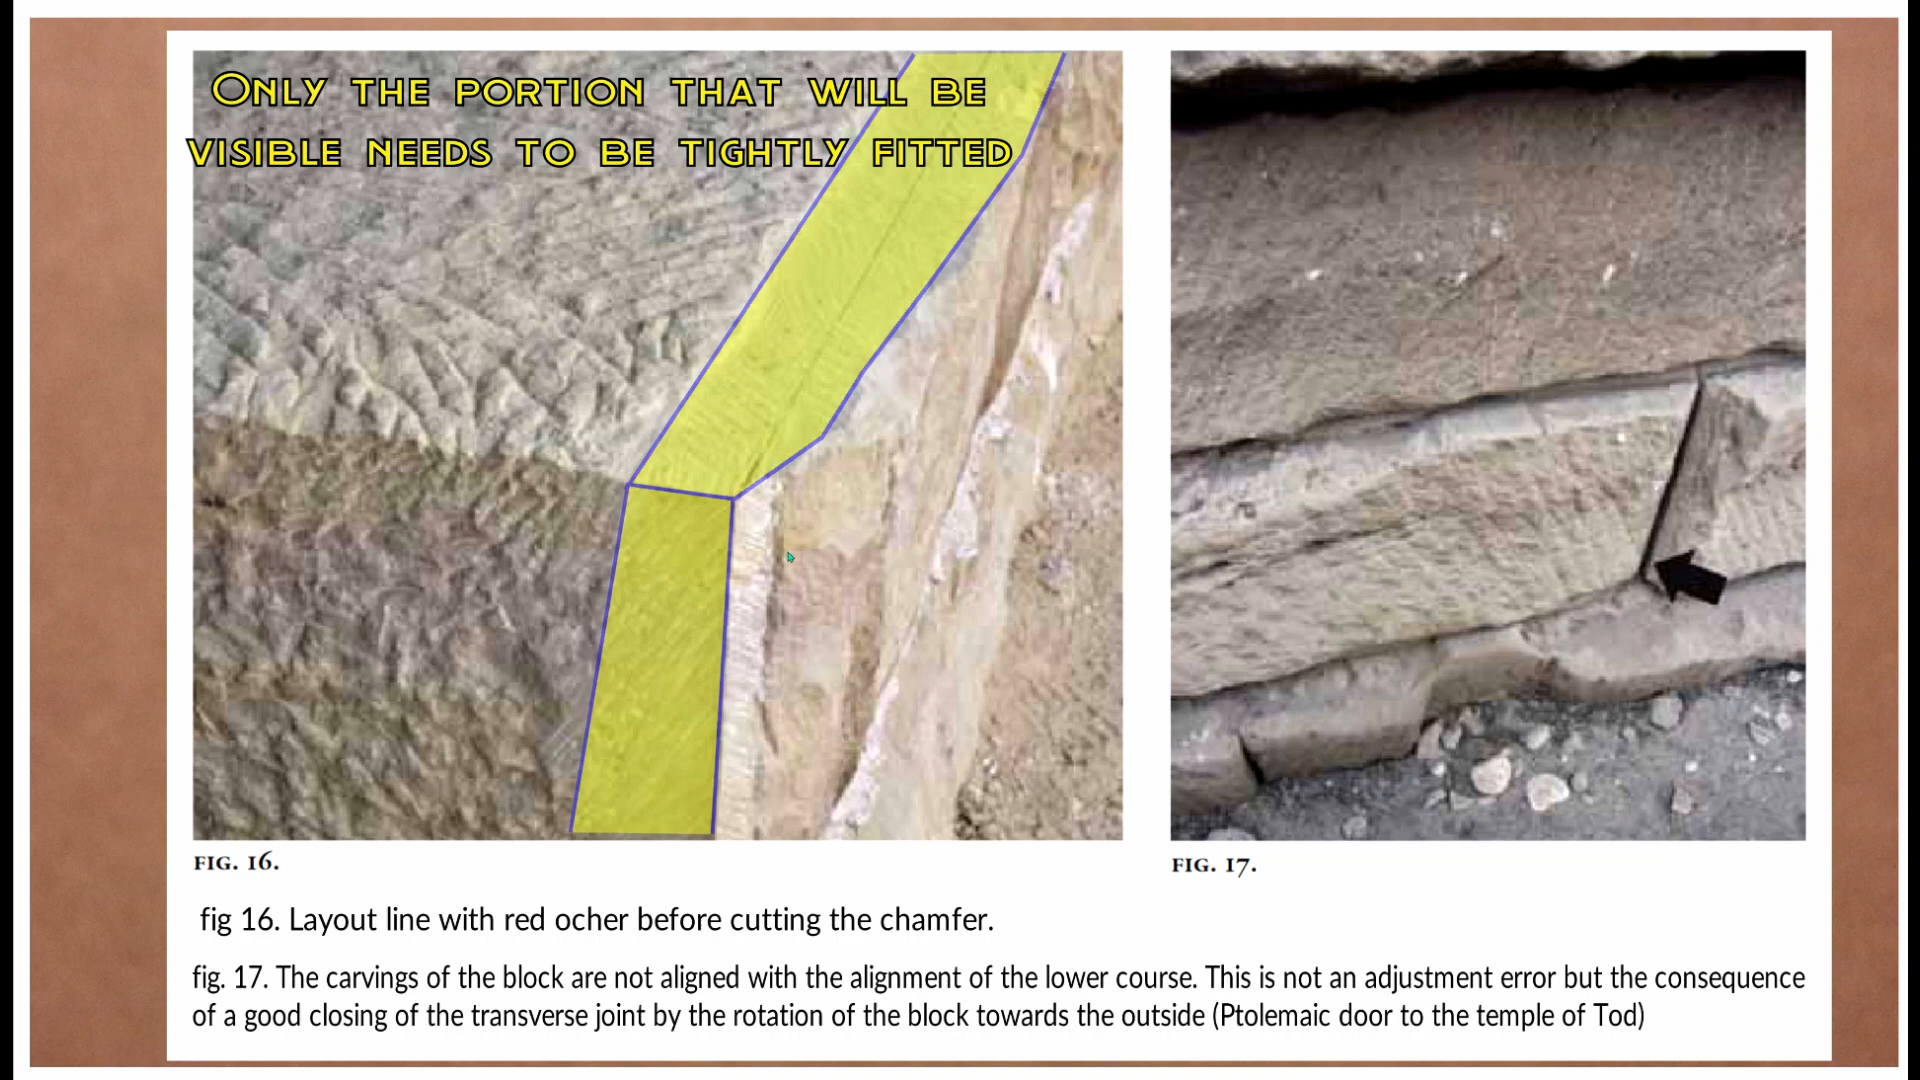 ONLY THE PORTION THAT WILL BE
VISIBLE NEEDS TO BE TIGHTLY FITTED
FIG. 16.
FIG. 17.
fig 16. Layout line with red ocher before cutting the chamfer.
fig. 17. The carvings of the block are not aligned with the alignment of the lower course. This is not an adjustment error but the consequence
of a good closing of the transverse joint by the rotation of the block towards the outside (Ptolemaic door to the temple of Tod)